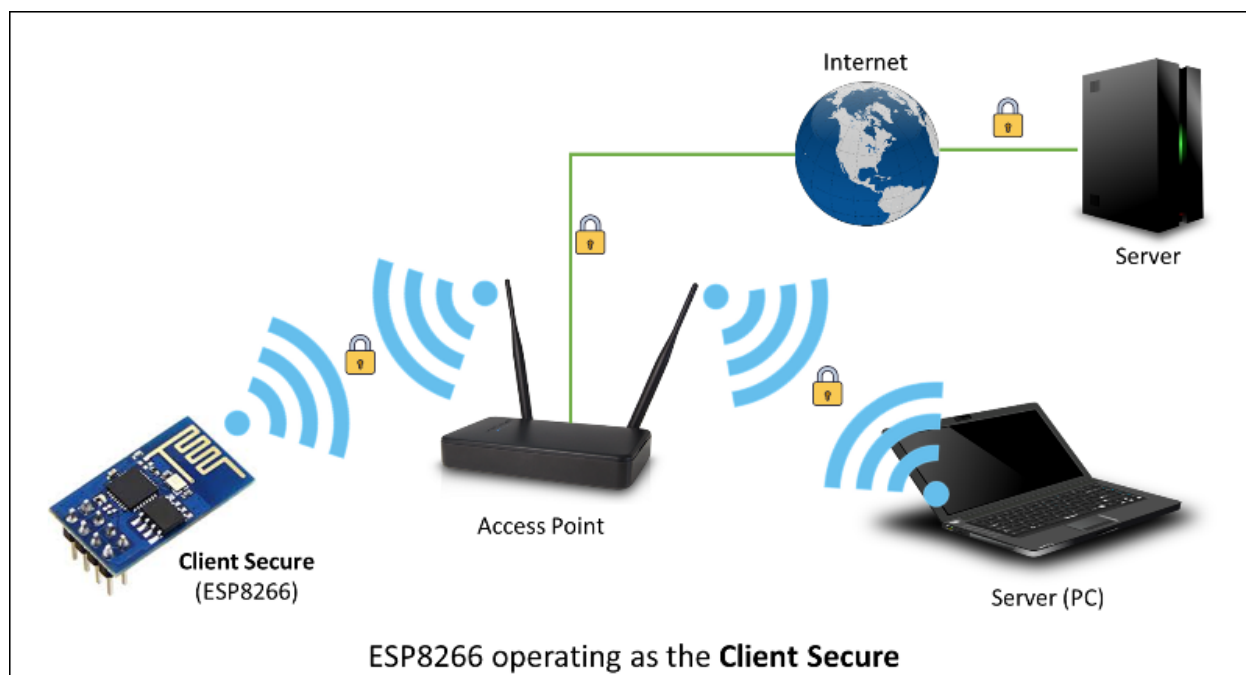 Internet
Server
Access Point
Client Secure
(ESP8266)
Server (PC)
ESP8266 operating as the Client Secure